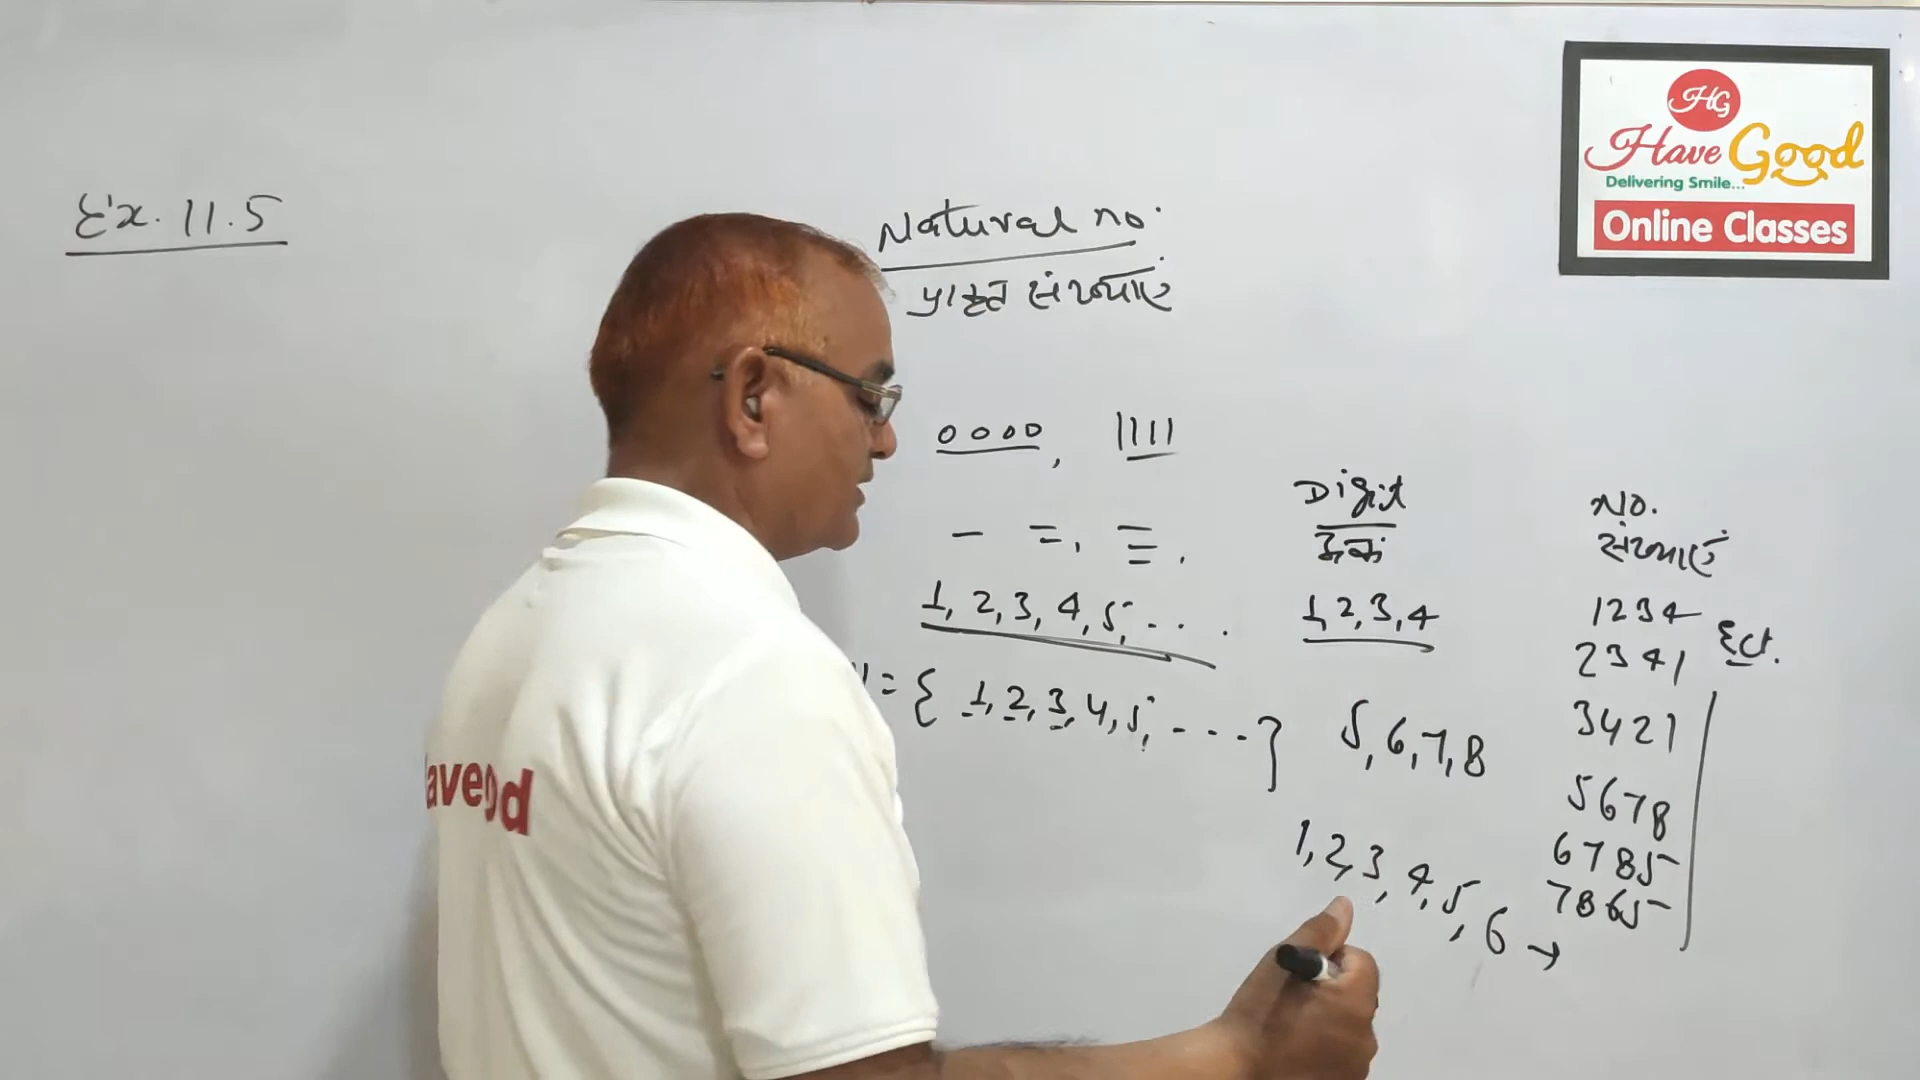 Ex. 11.5
Natural no.
प्राकृत संख्याएं
0000, 1111
— =, ≡.
1, 2, 3, 4, 5, - - .
= { 1, 2, 3, 4, 5, - - - }
Digit
अंक
1, 2, 3, 4
5, 6, 7, 8
1, 2, 3, 4, 5, 6 →
No.
संख्याएं
1234
2341 Ect.
3421
5678
6785
7865
HG
Have Good
Delivering Smile...
Online Classes